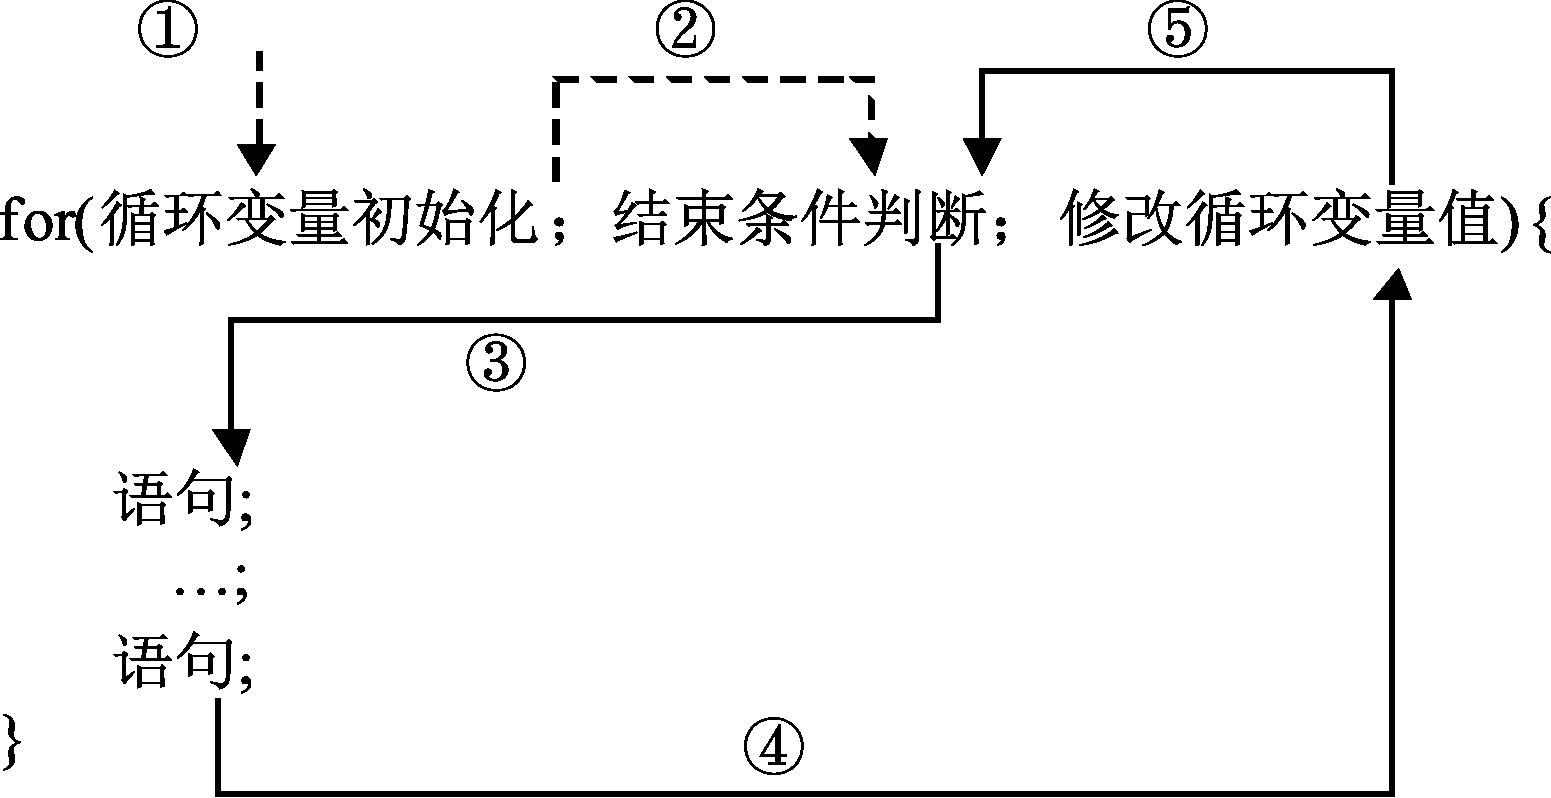 ① ② ⑤
for(循环变量初始化；结束条件判断；修改循环变量值){
③
语句;
…;
语句;
}
④